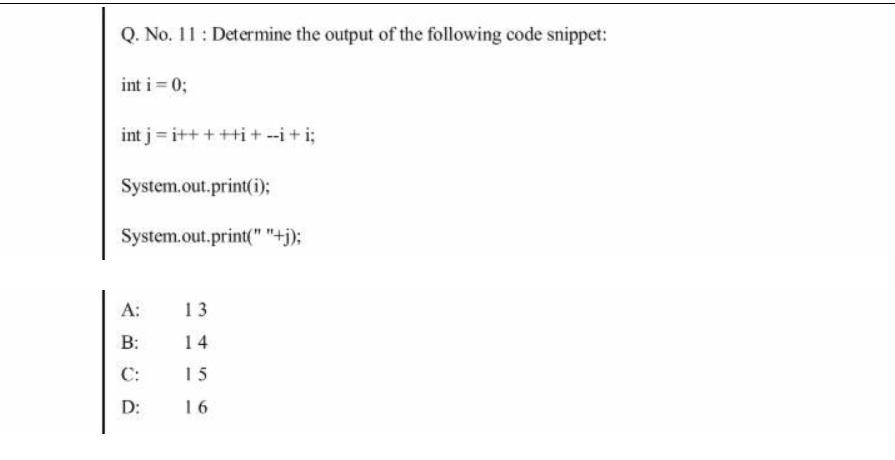 Q. No. 11 : Determine the output of the following code snippet:
int i = 0;
int j = i++ + ++i + --i + i;
System.out.print(i);
System.out.print(" "+j);
A: 1 3
B: 1 4
C: 1 5
D: 1 6